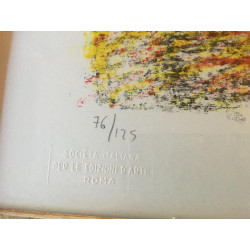 76/125
SOCIETÀ ITALIANA
PER LE EDIZIONI D'ARTE
ROMA